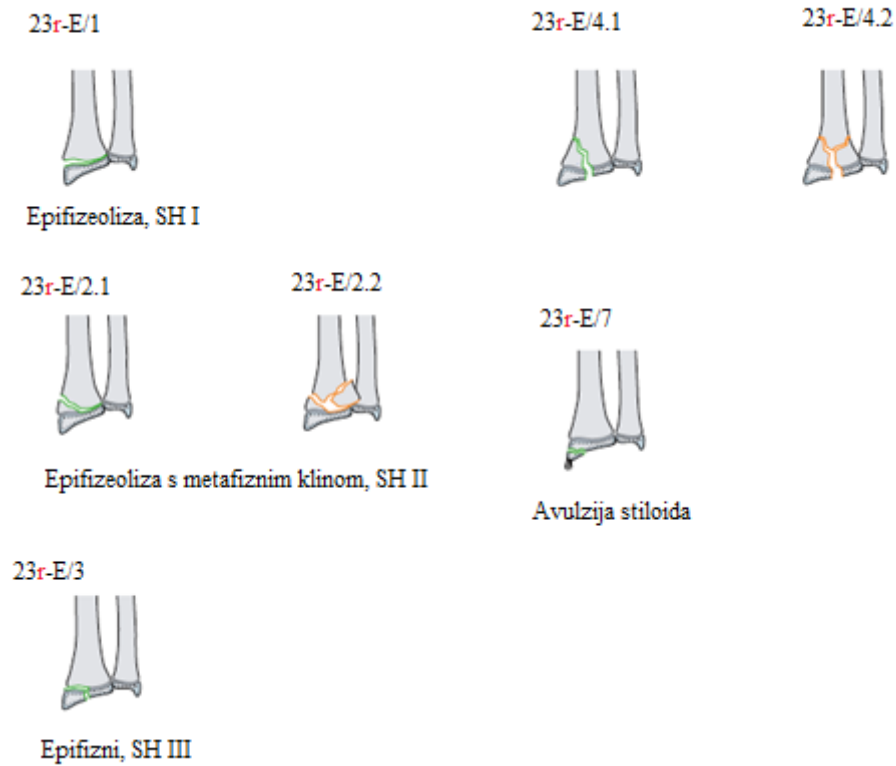 23r-E/1
23r-E/4.1
23r-E/4.2
Epifizeoliza, SH I
23r-E/2.1
23r-E/2.2
23r-E/7
Epifizeoliza s metafiznim klinom, SH II
Avulzija stiloida
23r-E/3
Epifizni, SH III